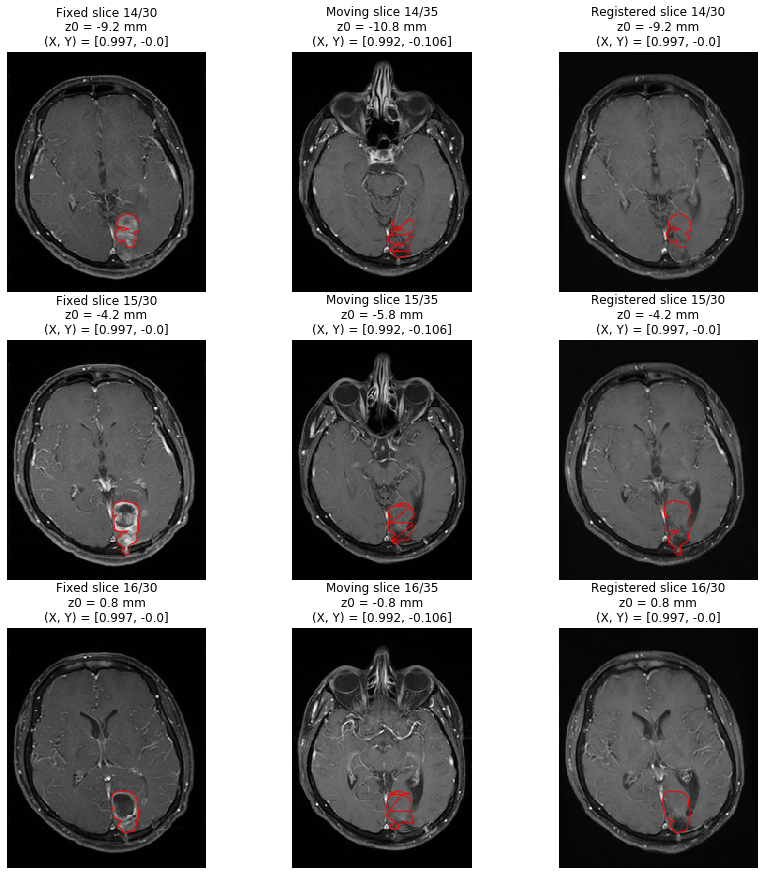 Fixed slice 14/30
z0 = -9.2 mm
(X, Y) = [0.997, -0.0]
Moving slice 14/35
z0 = -10.8 mm
(X, Y) = [0.992, -0.106]
Registered slice 14/30
z0 = -9.2 mm
(X, Y) = [0.997, -0.0]
Fixed slice 15/30
z0 = -4.2 mm
(X, Y) = [0.997, -0.0]
Moving slice 15/35
z0 = -5.8 mm
(X, Y) = [0.992, -0.106]
Registered slice 15/30
z0 = -4.2 mm
(X, Y) = [0.997, -0.0]
Fixed slice 16/30
z0 = 0.8 mm
(X, Y) = [0.997, -0.0]
Moving slice 16/35
z0 = -0.8 mm
(X, Y) = [0.992, -0.106]
Registered slice 16/30
z0 = 0.8 mm
(X, Y) = [0.997, -0.0]